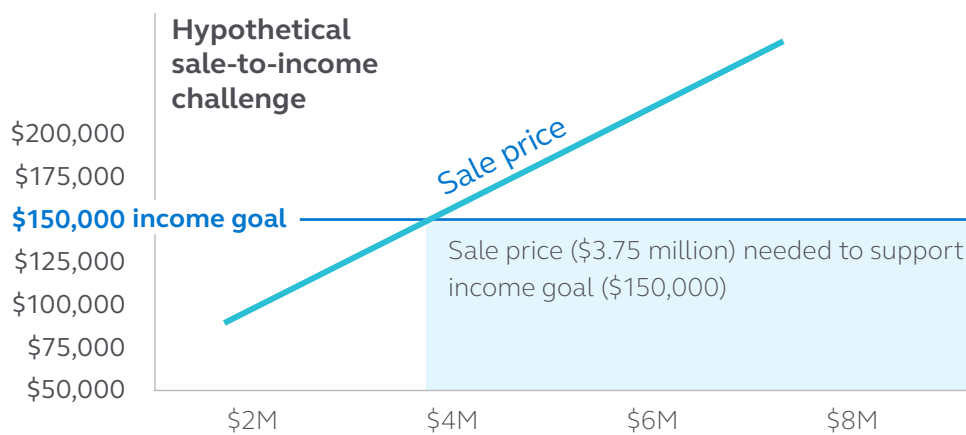 Hypothetical
sale-to-income
challenge
$200,000
$175,000
$150,000 income goal
$125,000
$100,000
$75,000
$50,000
Sale price
Sale price ($3.75 million) needed to support
income goal ($150,000)
$2M
$4M
$6M
$8M